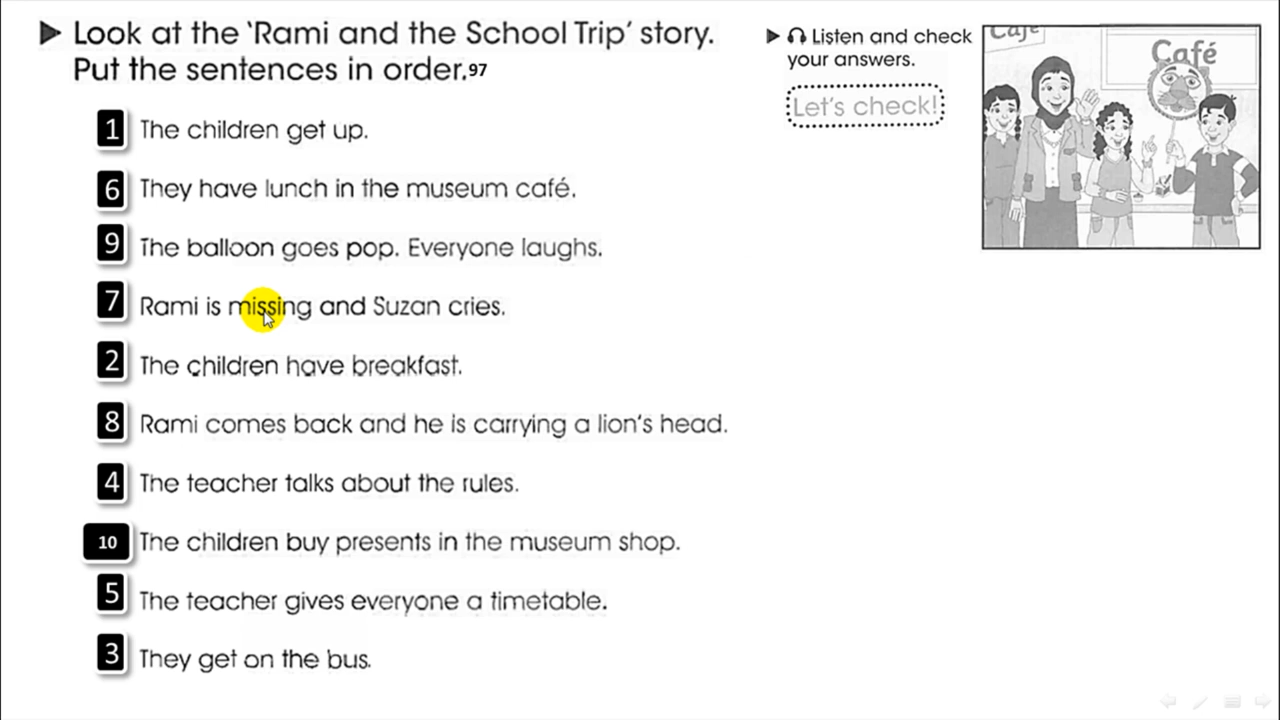 Look at the 'Rami and the School Trip' story.
Put the sentences in order.97
1 The children get up.
6 They have lunch in the museum café.
9 The balloon goes pop. Everyone laughs.
7 Rami is missing and Suzan cries.
2 The children have breakfast.
8 Rami comes back and he is carrying a lion's head.
4 The teacher talks about the rules.
10 The children buy presents in the museum shop.
5 The teacher gives everyone a timetable.
3 They get on the bus.
Listen and check
your answers.
Let's check!
Café
Café